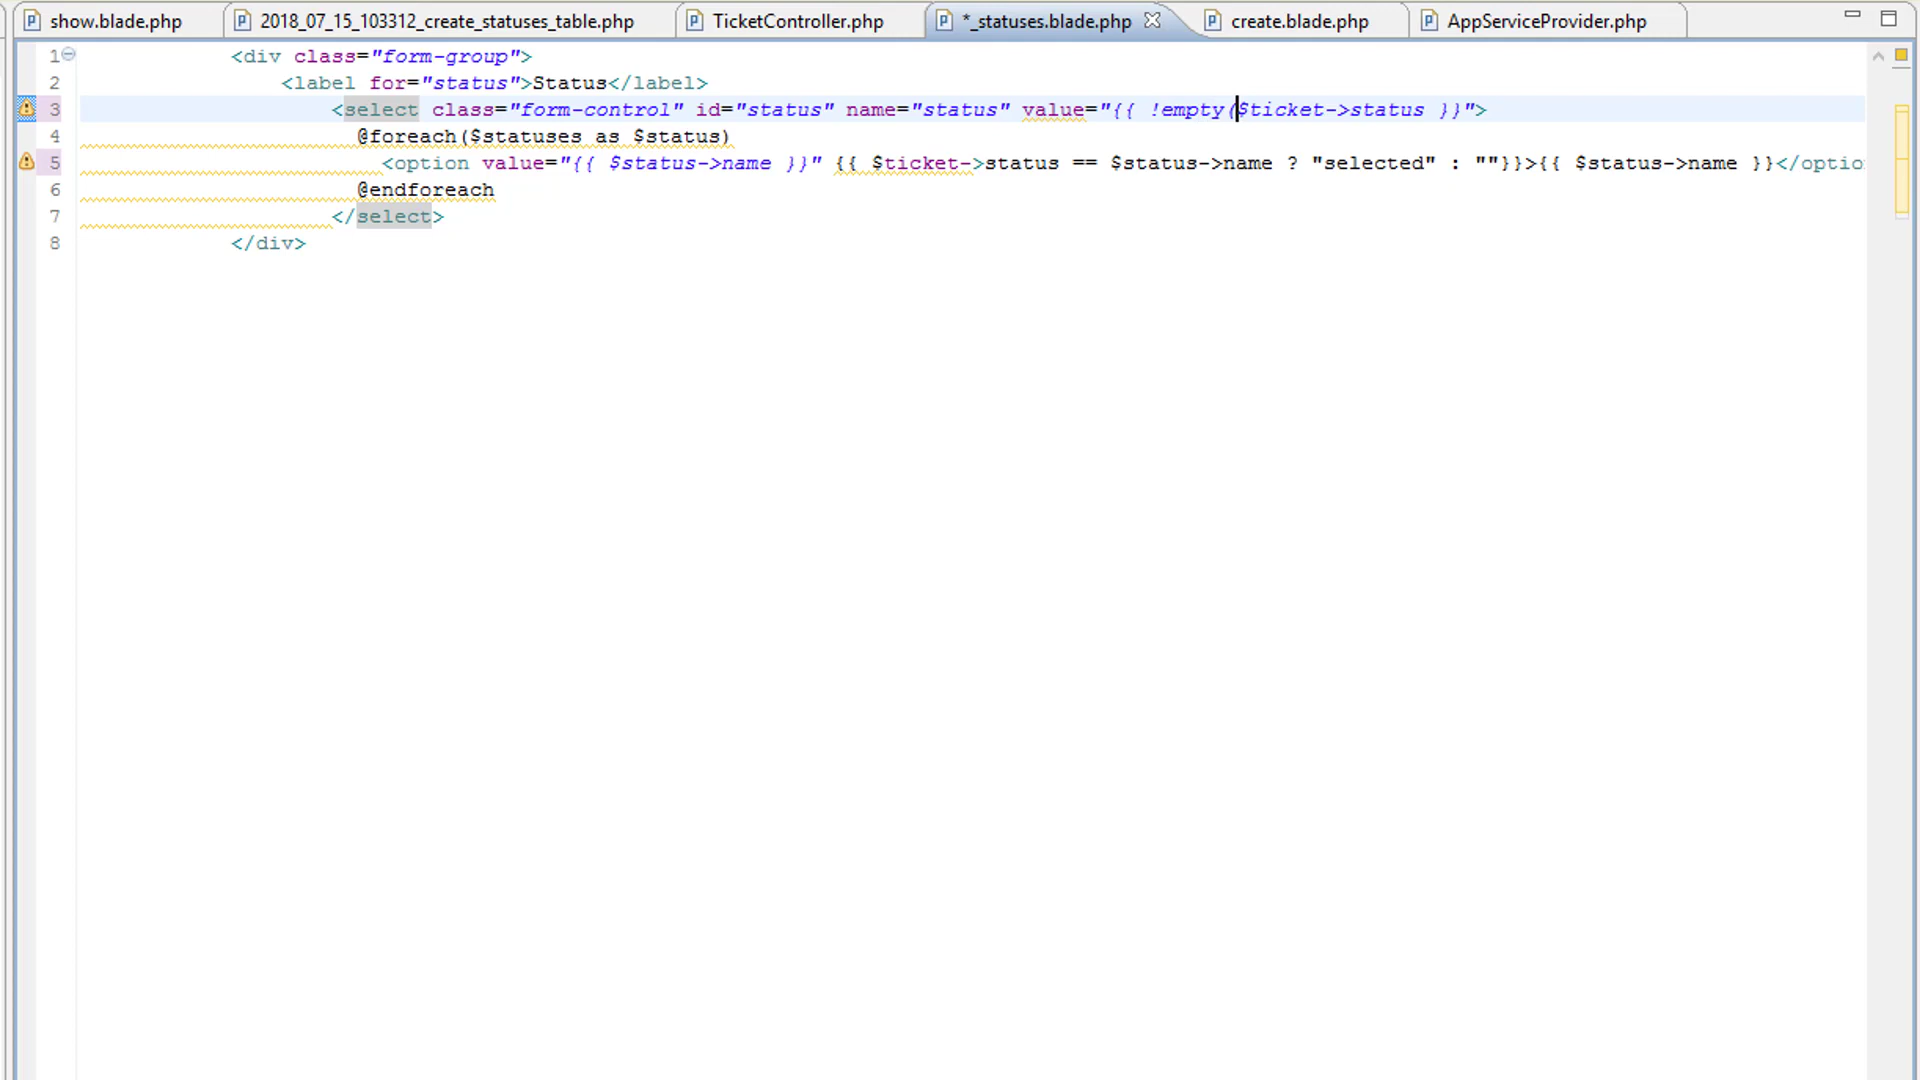 show.blade.php 2018_07_15_103312_create_statuses_table.php TicketController.php *_statuses.blade.php create.blade.php AppServiceProvider.php
1 <div class="form-group">
2 <label for="status">Status</label>
3 <select class="form-control" id="status" name="status" value="{{ !empty($ticket->status }}">
4 @foreach($statuses as $status)
5 <option value="{{ $status->name }}" {{ $ticket->status == $status->name ? "selected" : ""}}>{{ $status->name }}</optio
6 @endforeach
7 </select>
8 </div>